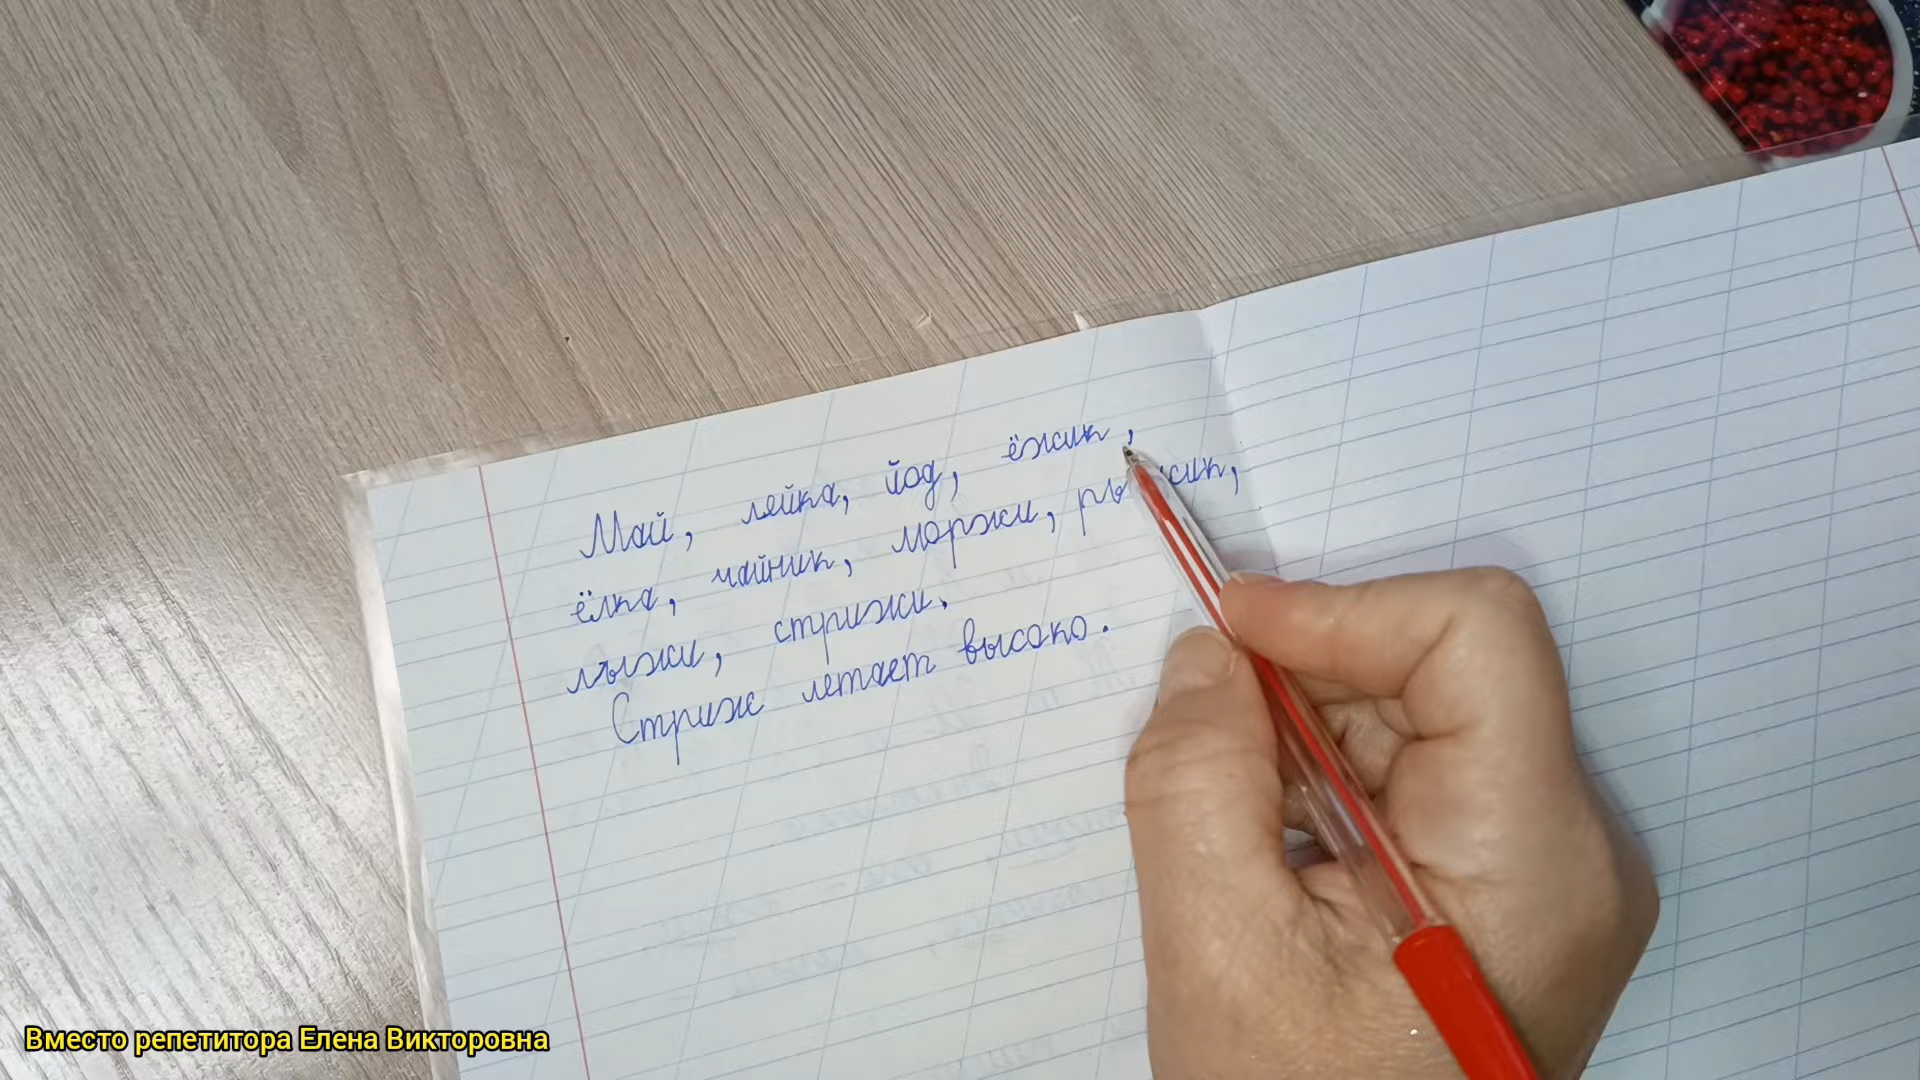 Май, лейка, йод, ёжик,
ёлка, чайник, моржи,
лыжи, стрижи.
Стриж летает высоко.
Вместо репетитора Елена Викторовна